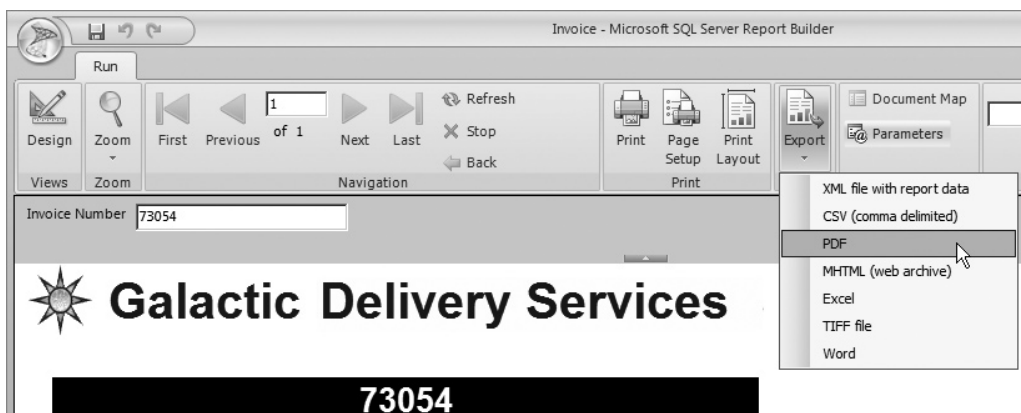 Invoice - Microsoft SQL Server Report Builder
Run
Design
Zoom
First
Previous
1
of 1
Next
Last
Refresh
Stop
Back
Print
Page Setup
Print Layout
Export
Document Map
Parameters
Views
Zoom
Navigation
Print
XML file with report data
CSV (comma delimited)
PDF
MHTML (web archive)
Excel
TIFF file
Word
Invoice Number 73054
Galactic Delivery Services
73054